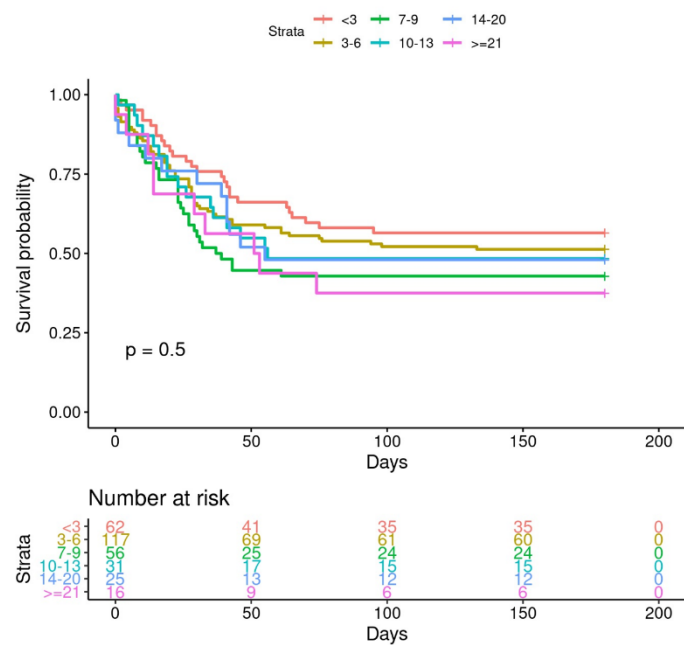 Strata <3 7-9 14-20
3-6 10-13 >=21
Survival probability
1.00
0.75
0.50
0.25
0.00
p = 0.5
0 50 100 150 200
Days
Number at risk
Strata
<3 62 41 35 35 0
3-6 117 69 61 60 0
7-9 56 25 24 24 0
10-13 31 17 15 15 0
14-20 25 13 12 12 0
>=21 16 9 6 6 0
0 50 100 150 200
Days